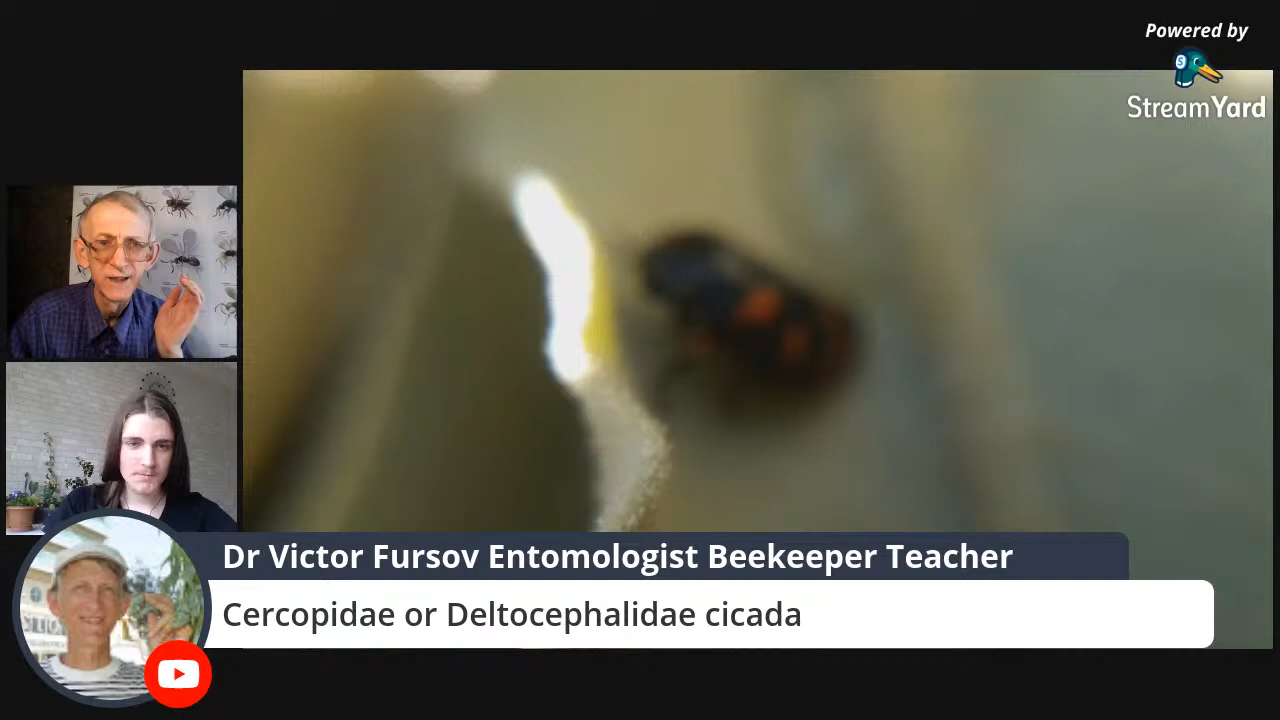 Powered by
StreamYard
Dr Victor Fursov Entomologist Beekeeper Teacher
Cercopidae or Deltocephalidae cicada